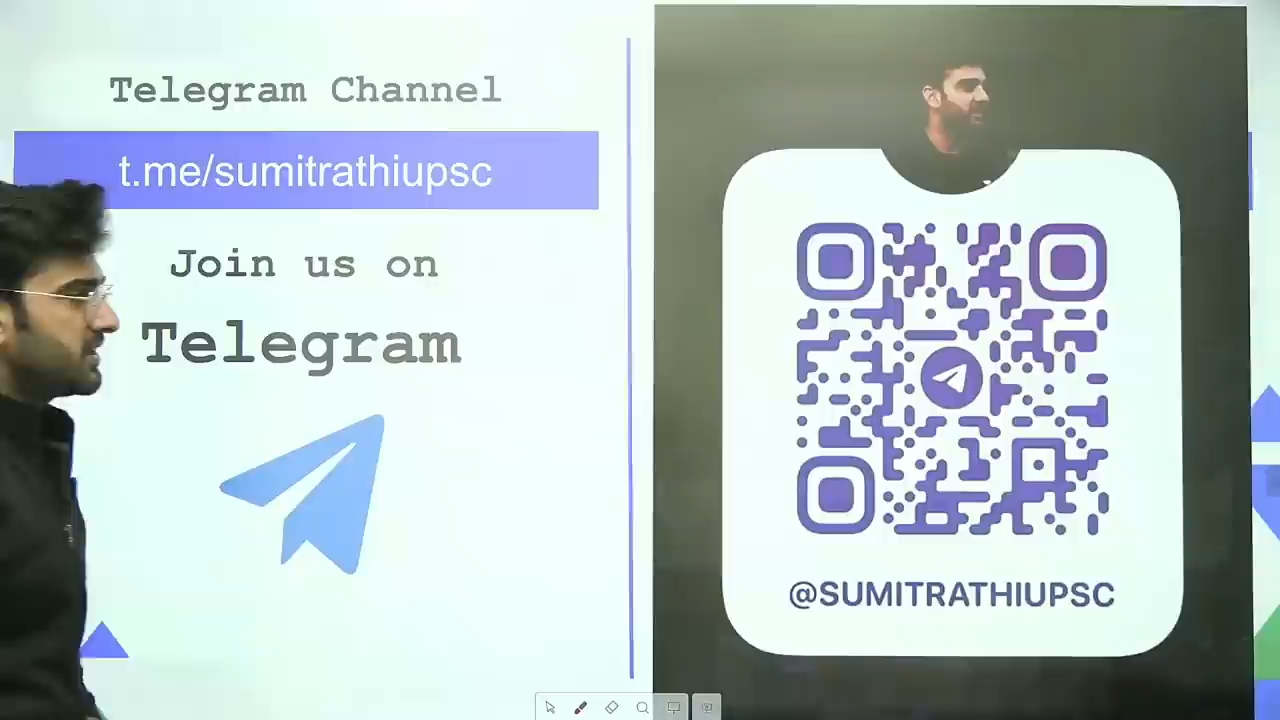 Telegram Channel
t.me/sumitrathiupsc
Join us on
Telegram
@SUMITRATHIUPSC